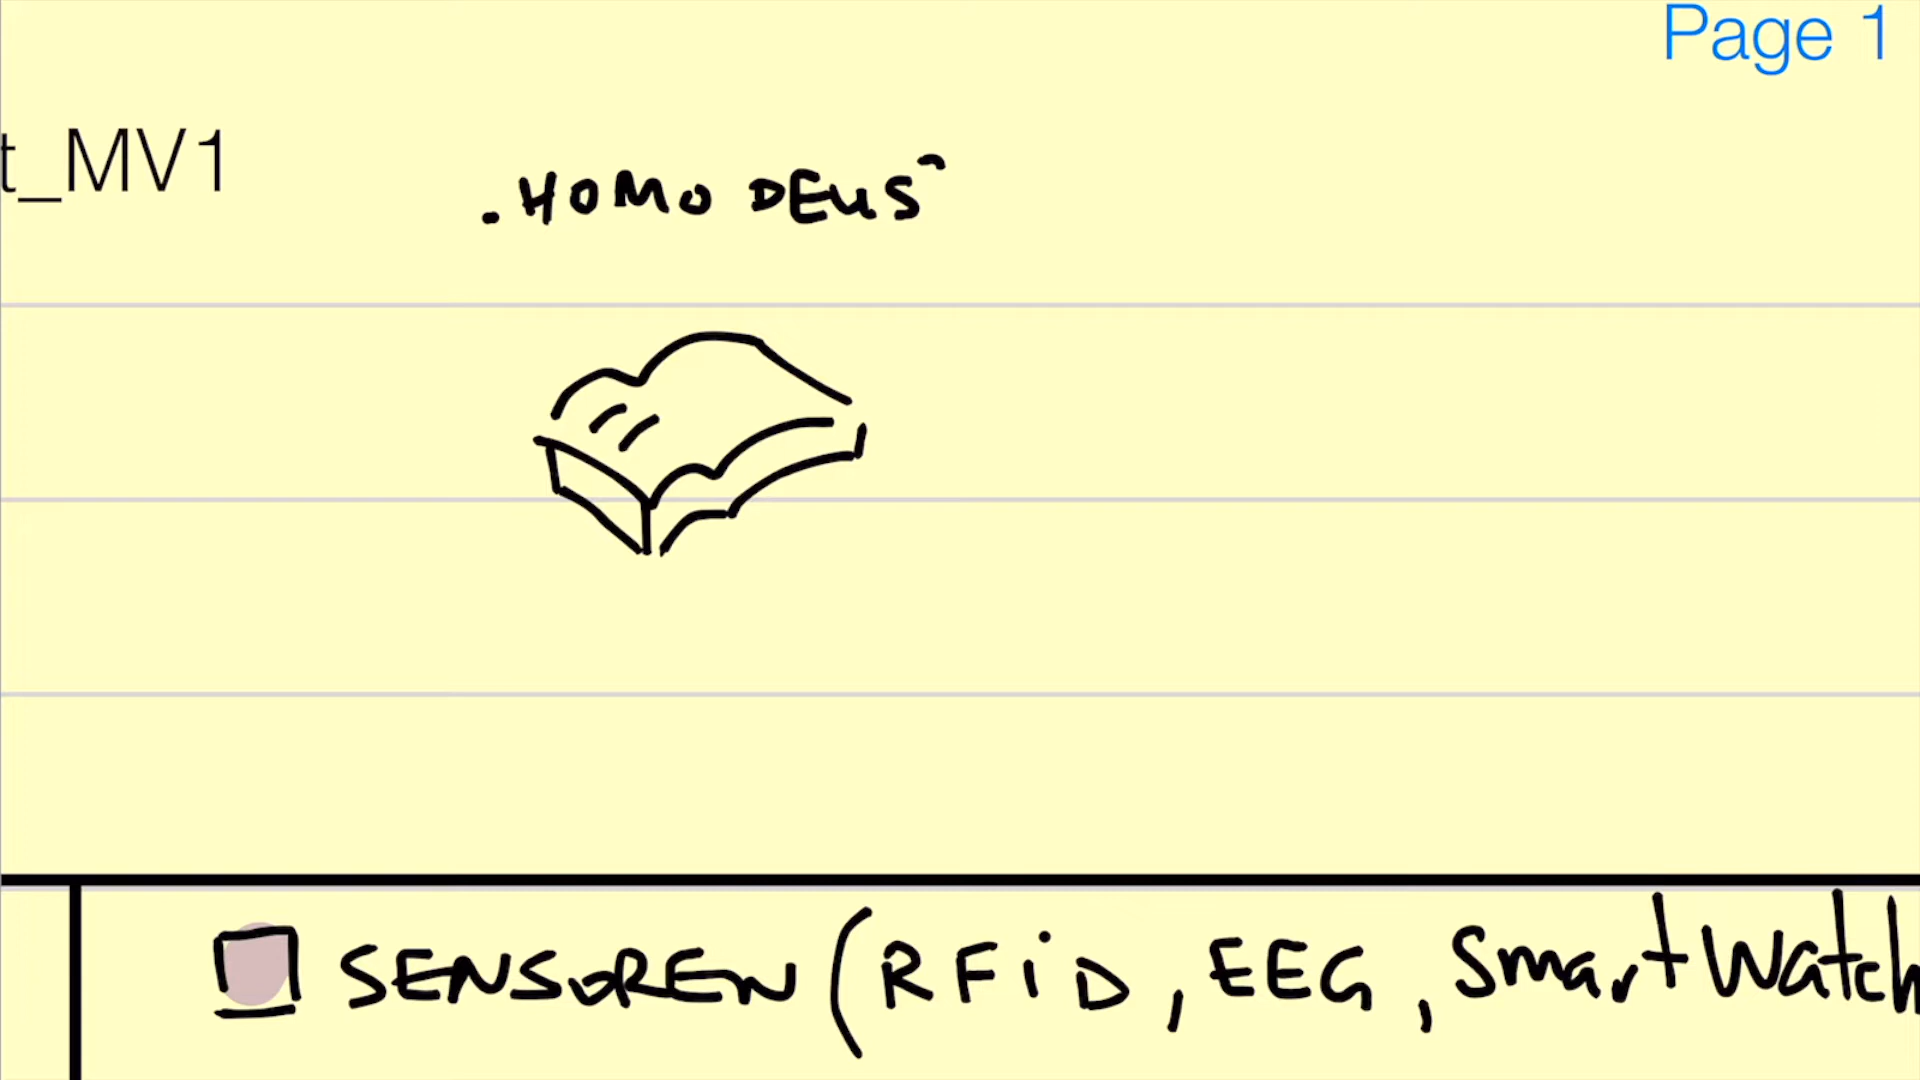 Page 1
t_MV1
„HOMO DEUS"
SENSOREN (RFiD, EEG, SmartWatch